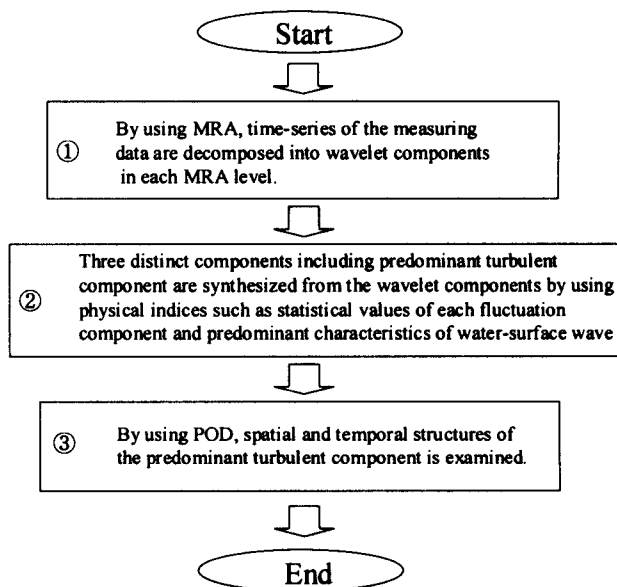 Start
① By using MRA, time-series of the measuring
data are decomposed into wavelet components
in each MRA level.
Three distinct components including predominant turbulent
component are synthesized from the wavelet components by using
② physical indices such as statistical values of each fluctuation
component and predominant characteristics of water-surface wave
③ By using POD, spatial and temporal structures of
the predominant turbulent component is examined.
End